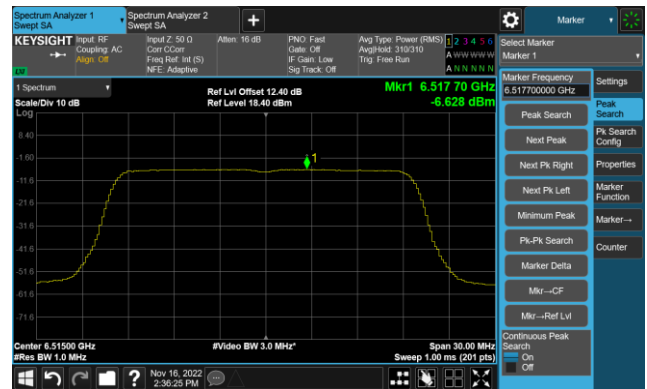 Spectrum Analyzer 1
Swept SA
Spectrum Analyzer 2
Swept SA
+
Marker
KEYSIGHT
Input: RF
Coupling: AC
Align: Off
Input Z: 50 Ω
Corr CCorr
Freq Ref: Int (S)
NFE: Adaptive
Atten: 16 dB
PNO: Fast
Gate: Off
IF Gain: Low
Sig Track: Off
Avg Type: Power (RMS)
Avg|Hold: 310/310
Trig: Free Run
1 2 3 4 5 6
A W W W W W
A N N N N N
Select Marker
Marker 1
1 Spectrum
Scale/Div 10 dB
Log
Ref Lvl Offset 12.40 dB
Ref Level 18.40 dBm
Mkr1 6.517 70 GHz
-6.628 dBm
8.40
-1.60
-11.6
-21.6
-31.6
-41.6
-51.6
-61.6
-71.6
1
Center 6.51500 GHz
#Res BW 1.0 MHz
#Video BW 3.0 MHz*
Span 30.00 MHz
Sweep 1.00 ms (201 pts)
Marker Frequency
6.517700000 GHz
Peak Search
Next Peak
Next Pk Right
Next Pk Left
Minimum Peak
Pk-Pk Search
Marker Delta
Mkr→CF
Mkr→Ref Lvl
Continuous Peak
Search
On
Off
Settings
Peak
Search
Pk Search
Config
Properties
Marker
Function
Marker→
Counter
?
Nov 16, 2022
2:36:25 PM